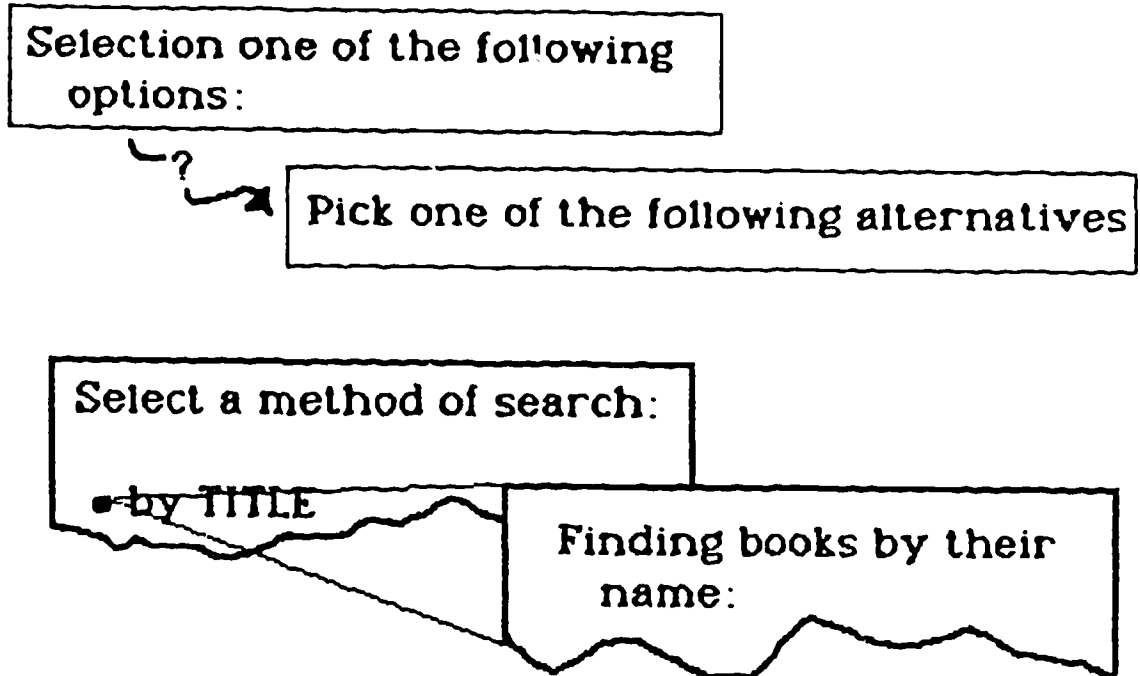 Selection one of the following
options:
?
Pick one of the following alternatives
Select a method of search:
by TITLE
Finding books by their
name: